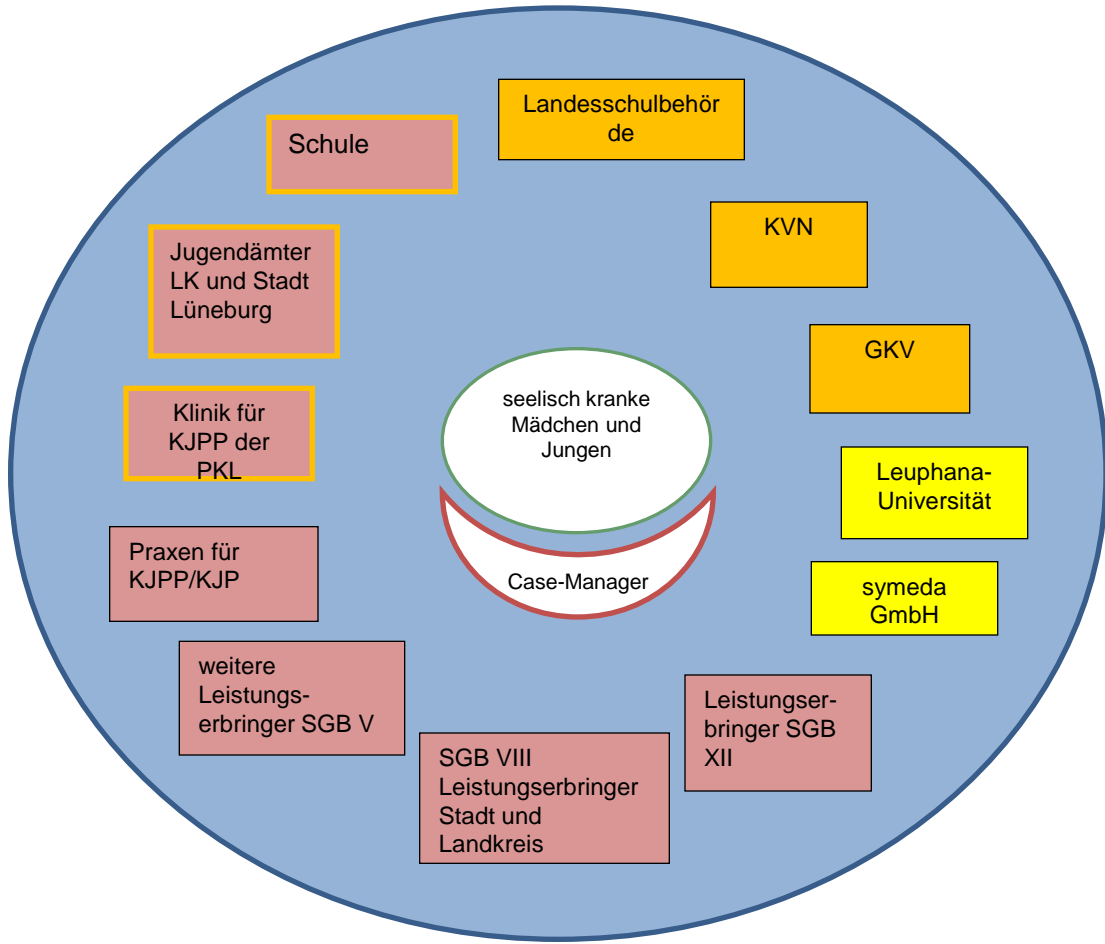 Landesschulbehör
de
Schule
KVN
Jugendämter
LK und Stadt
Lüneburg
GKV
seelisch kranke
Mädchen und
Jungen
Klinik für
KJPP der
PKL
Leuphana-
Universität
Praxen für
KJPP/KJP
Case-Manager
symeda
GmbH
weitere
Leistungs-
erbringer SGB V
Leistungser-
bringer SGB
XII
SGB VIII
Leistungserbringer
Stadt und
Landkreis